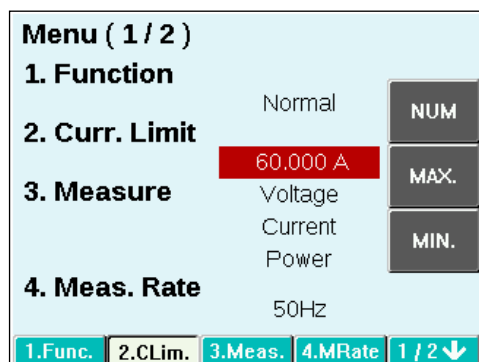 Menu ( 1 / 2 )
1. Function
Normal
NUM
2. Curr. Limit
60.000 A
MAX.
3. Measure
Voltage
Current
MIN.
Power
4. Meas. Rate
50Hz
1.Func. 2.CLim. 3.Meas. 4.MRate 1 / 2